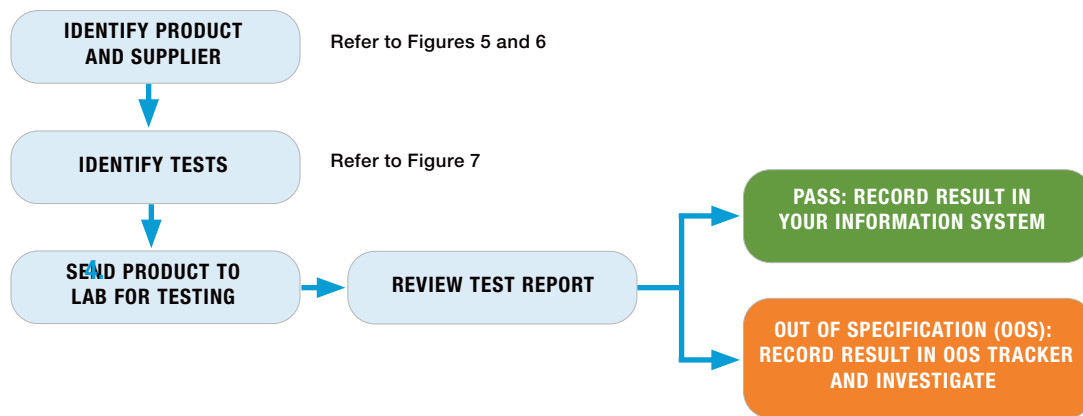 IDENTIFY PRODUCT
AND SUPPLIER
Refer to Figures 5 and 6
IDENTIFY TESTS
Refer to Figure 7
4.
SEND PRODUCT TO
LAB FOR TESTING
REVIEW TEST REPORT
PASS: RECORD RESULT IN
YOUR INFORMATION SYSTEM
OUT OF SPECIFICATION (OOS):
RECORD RESULT IN OOS TRACKER
AND INVESTIGATE